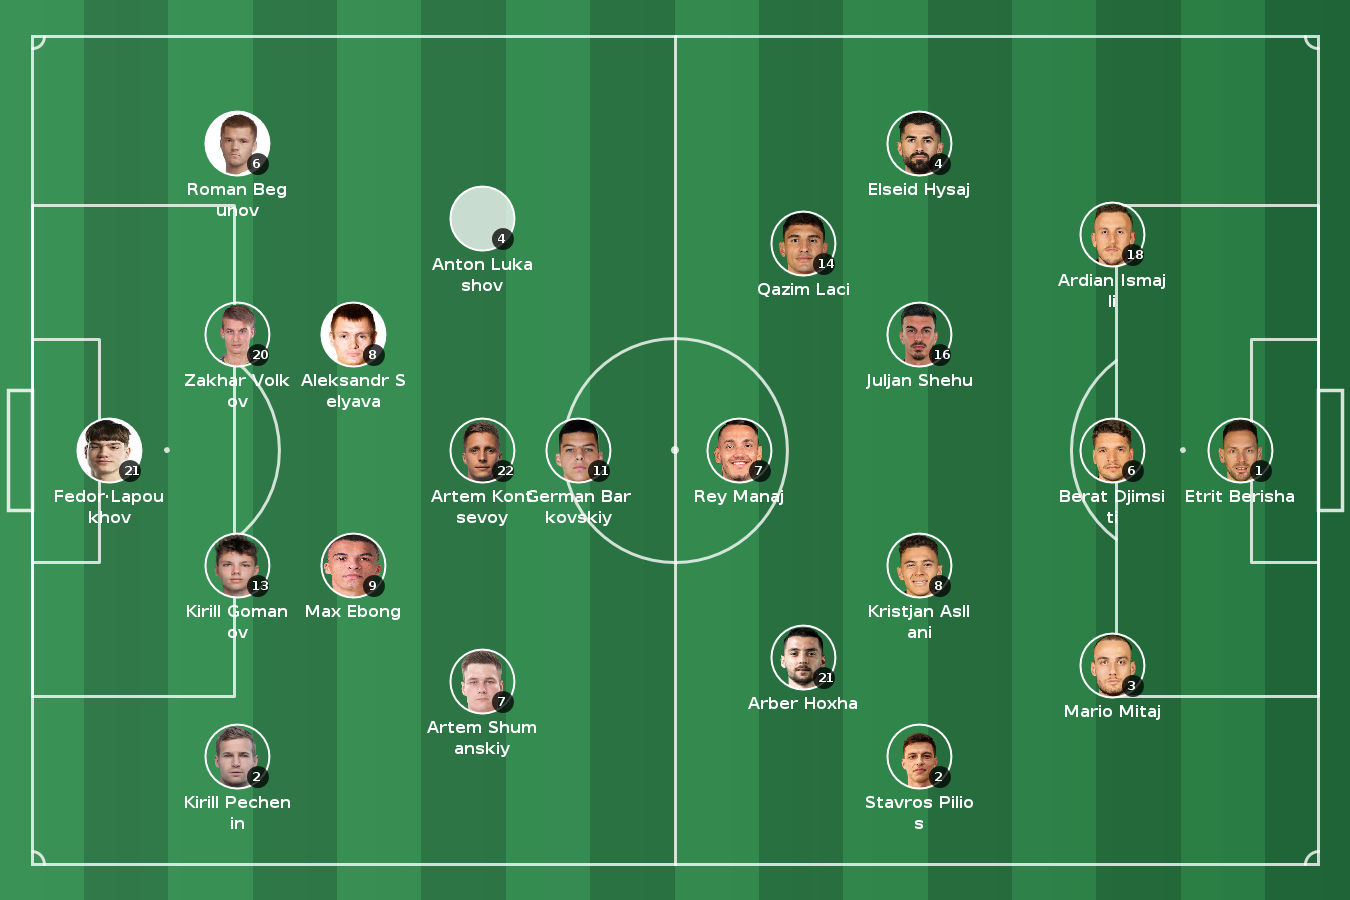 6
Roman Beg
unov
4
Elseid Hysaj
4
Anton Luka
shov
14
Qazim Laci
18
Ardian Ismaj
li
20
Zakhar Volk
ov
8
Aleksandr S
elyava
16
Juljan Shehu
21
Fedor Lapou
khov
22
Artem Kont
sevoy
11
German Bar
kovskiy
7
Rey Manaj
6
Berat Djimsi
ti
1
Etrit Berisha
13
Kirill Goman
ov
9
Max Ebong
8
Kristjan Asll
ani
7
Artem Shum
anskiy
21
Arber Hoxha
3
Mario Mitaj
2
Kirill Pechen
in
2
Stavros Pilio
s